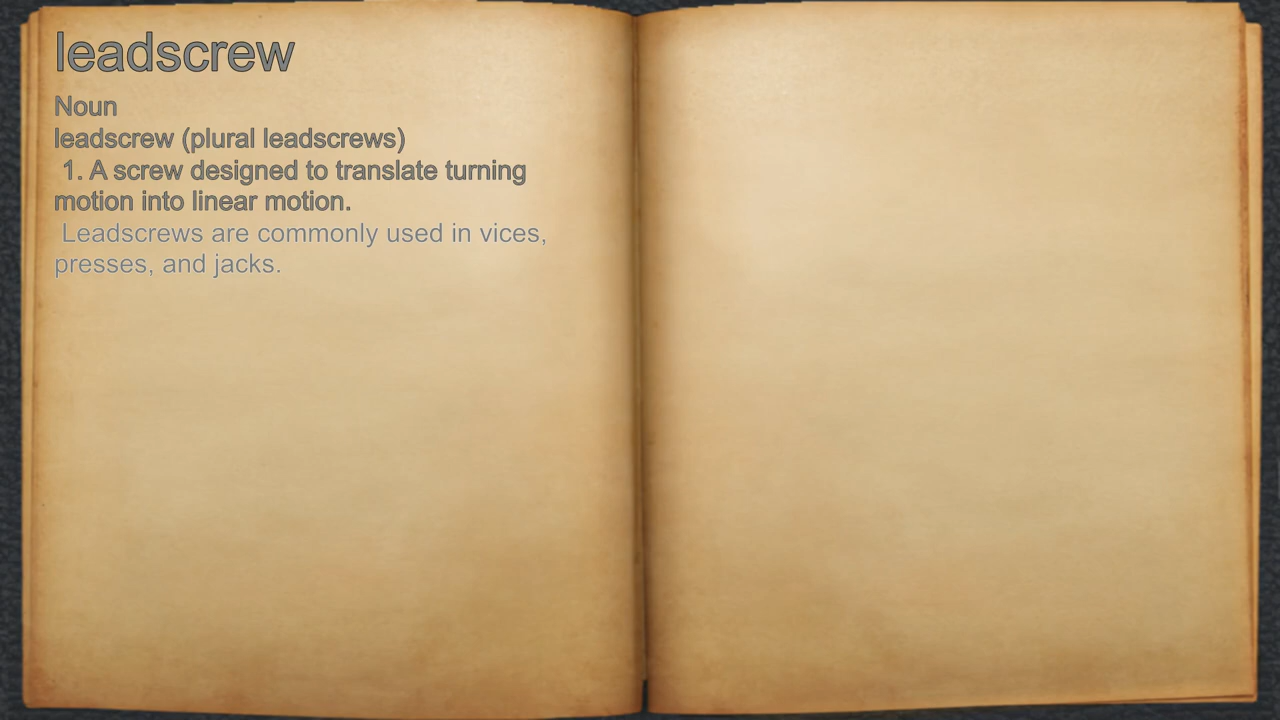 leadscrew
Noun
leadscrew (plural leadscrews)
1. A screw designed to translate turning
motion into linear motion.
Leadscrews are commonly used in vices,
presses, and jacks.